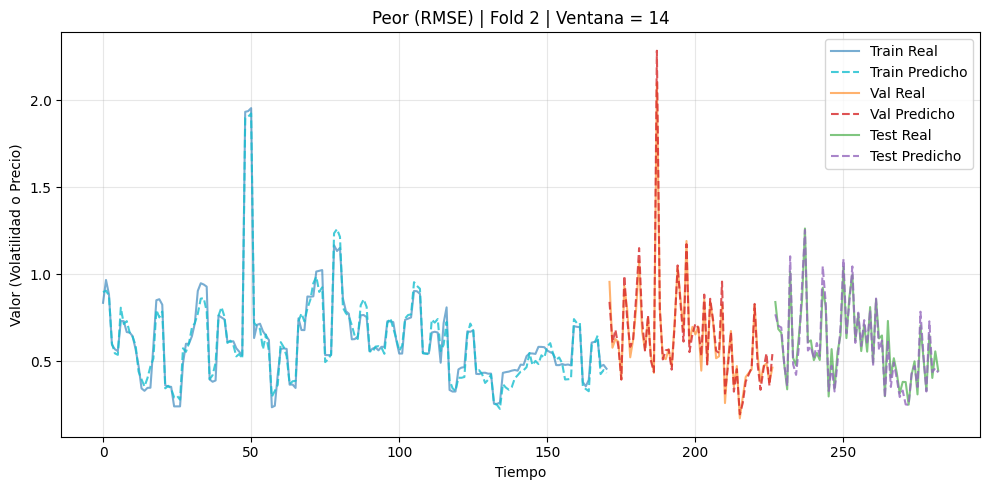 Peor (RMSE) | Fold 2 | Ventana = 14
Train Real
Train Predicho
Val Real
Val Predicho
Test Real
Test Predicho
Valor (Volatilidad o Precio)
2.0
1.5
1.0
0.5
0 50 100 150 200 250
Tiempo